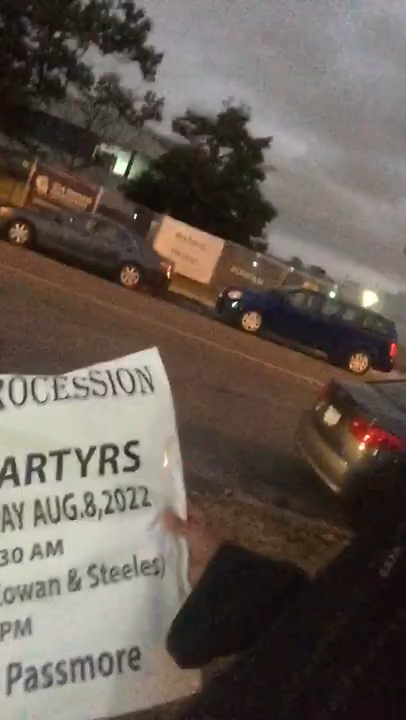 ROCESSION
ARTYRS
AY AUG.8,2022
30 AM
owan & Steeles)
PM
Passmore